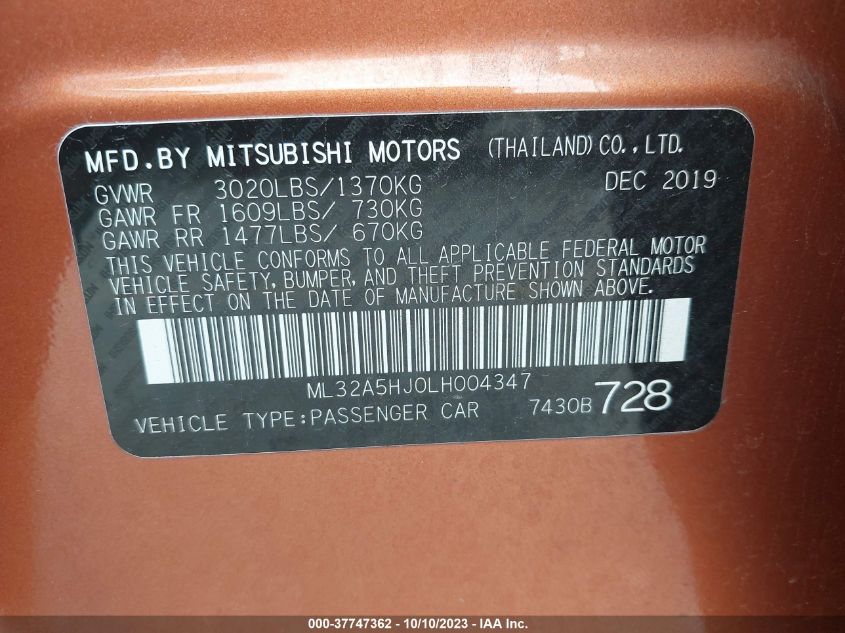 MFD.BY MITSUBISHI MOTORS (THAILAND) CO.,LTD.
GVWR 3020LBS/1370KG DEC 2019
GAWR FR 1609LBS/ 730KG
GAWR RR 1477LBS/ 670KG
THIS VEHICLE CONFORMS TO ALL APPLICABLE FEDERAL MOTOR
VEHICLE SAFETY, BUMPER, AND THEFT PREVENTION STANDARDS
IN EFFECT ON THE DATE OF MANUFACTURE SHOWN ABOVE.
ML32A5HJ0LH004347
VEHICLE TYPE:PASSENGER CAR 7430B 728
000-37747362 - 10/10/2023 - Copyright © 2023 - IAA Inc.